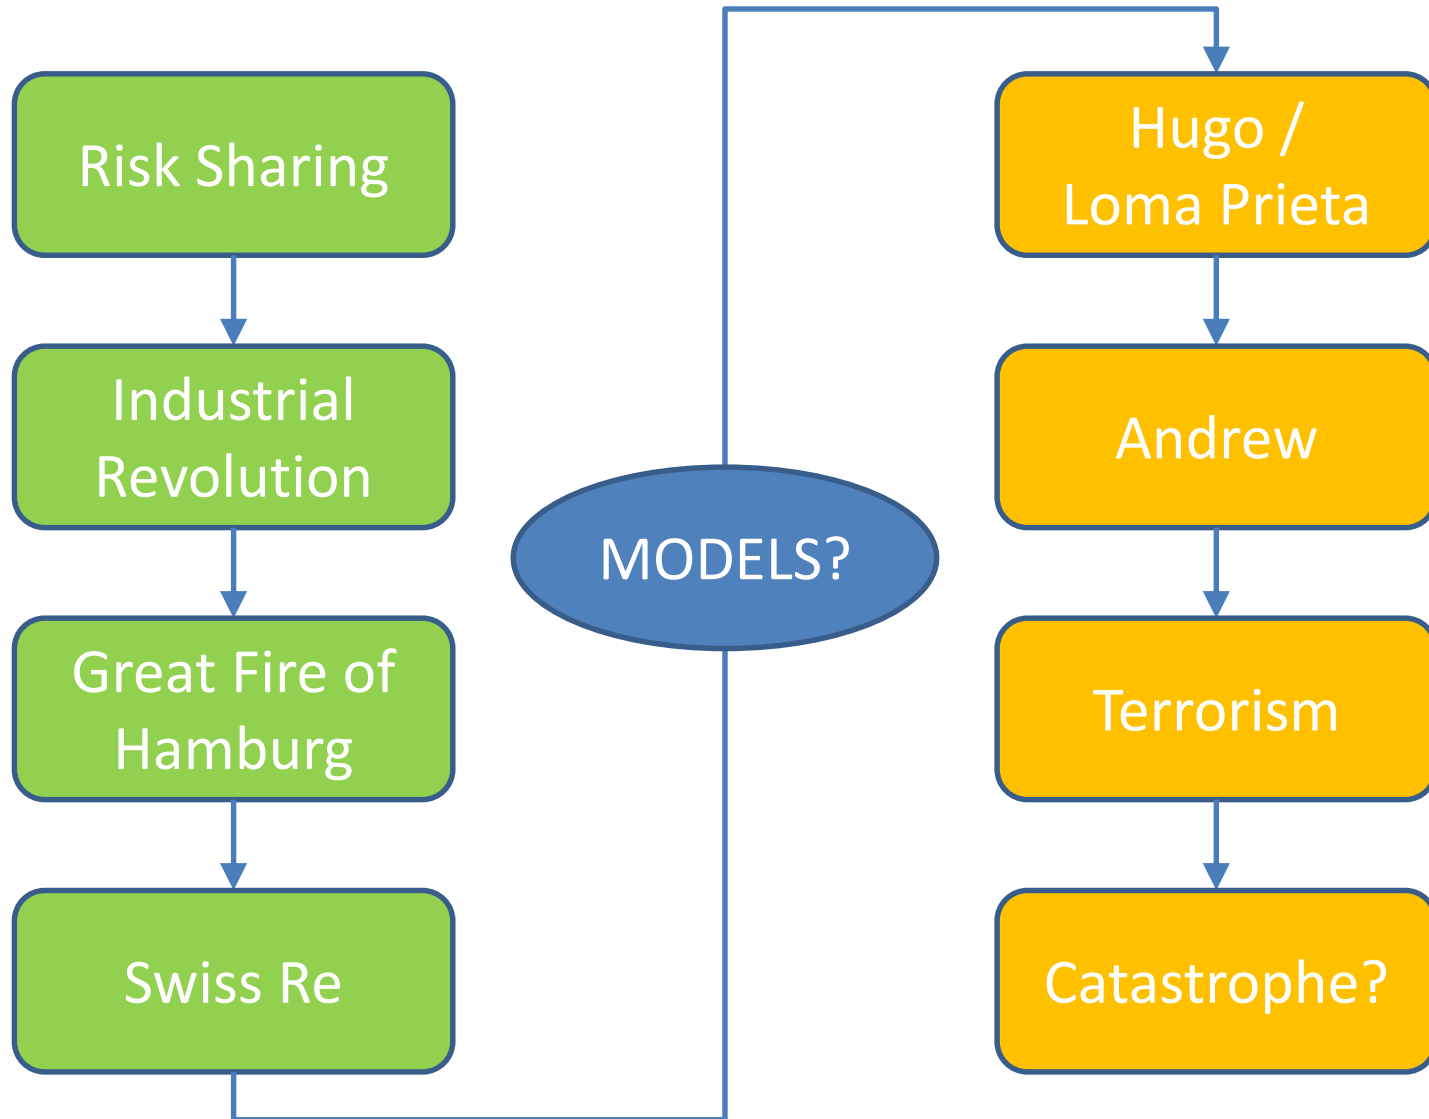 Risk Sharing
Industrial
Revolution
Great Fire of
Hamburg
Swiss Re
MODELS?
Hugo /
Loma Prieta
Andrew
Terrorism
Catastrophe?